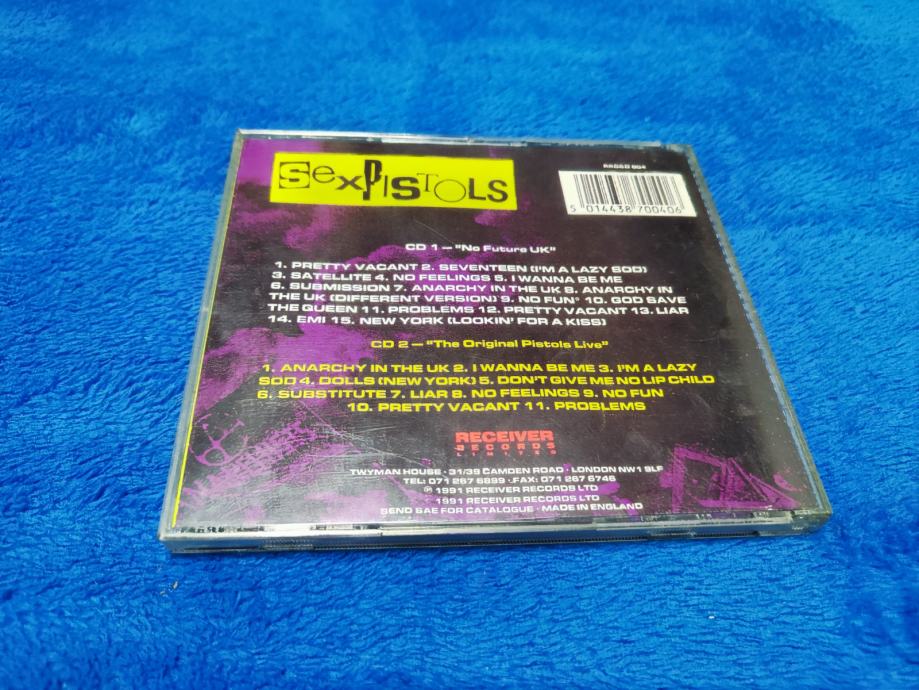 SexPISTOLS
RRDCD 004
5 014438 700406
CD 1 – "No Future UK"
1. PRETTY VACANT 2. SEVENTEEN (I'M A LAZY SOD)
3. SATELLITE 4. NO FEELINGS 5. I WANNA BE ME
6. SUBMISSION 7. ANARCHY IN THE UK 8. ANARCHY IN
THE UK (DIFFERENT VERSION) 9. NO FUN* 10. GOD SAVE
THE QUEEN 11. PROBLEMS 12. PRETTY VACANT 13. LIAR
14. EMI 15. NEW YORK (LOOKIN' FOR A KISS)
CD 2 – "The Original Pistols Live"
1. ANARCHY IN THE UK 2. I WANNA BE ME 3. I'M A LAZY
SOD 4. DOLLS (NEW YORK) 5. DON'T GIVE ME NO LIP CHILD
6. SUBSTITUTE 7. LIAR 8. NO FEELINGS 9. NO FUN
10. PRETTY VACANT 11. PROBLEMS
RECEIVER
RECORDS
LIMITED
TWYMAN HOUSE · 31/39 CAMDEN ROAD · LONDON NW1 9LF
TEL: 071 267 6899 · FAX: 071 267 6746
℗ 1991 RECEIVER RECORDS LTD
1991 RECEIVER RECORDS LTD
SEND SAE FOR CATALOGUE · MADE IN ENGLAND